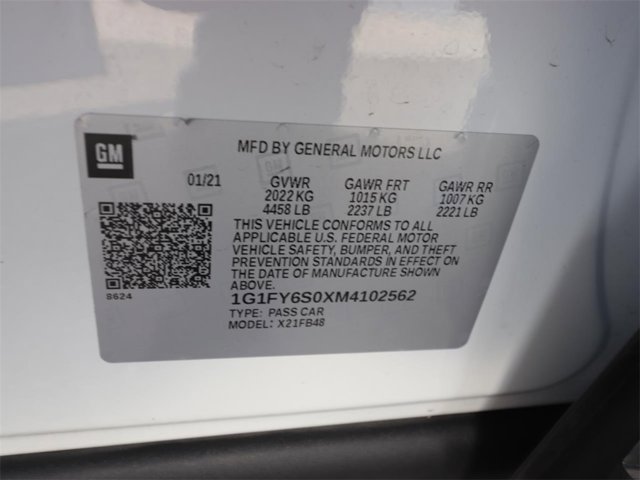 GM
MFD BY GENERAL MOTORS LLC
01/21 GVWR GAWR FRT GAWR RR
2022 KG 1015 KG 1007 KG
4458 LB 2237 LB 2221 LB
THIS VEHICLE CONFORMS TO ALL
APPLICABLE U.S. FEDERAL MOTOR
VEHICLE SAFETY, BUMPER, AND THEFT
PREVENTION STANDARDS IN EFFECT ON
THE DATE OF MANUFACTURE SHOWN
ABOVE.
8624
1G1FY6S0XM4102562
TYPE: PASS CAR
MODEL: X21FB48